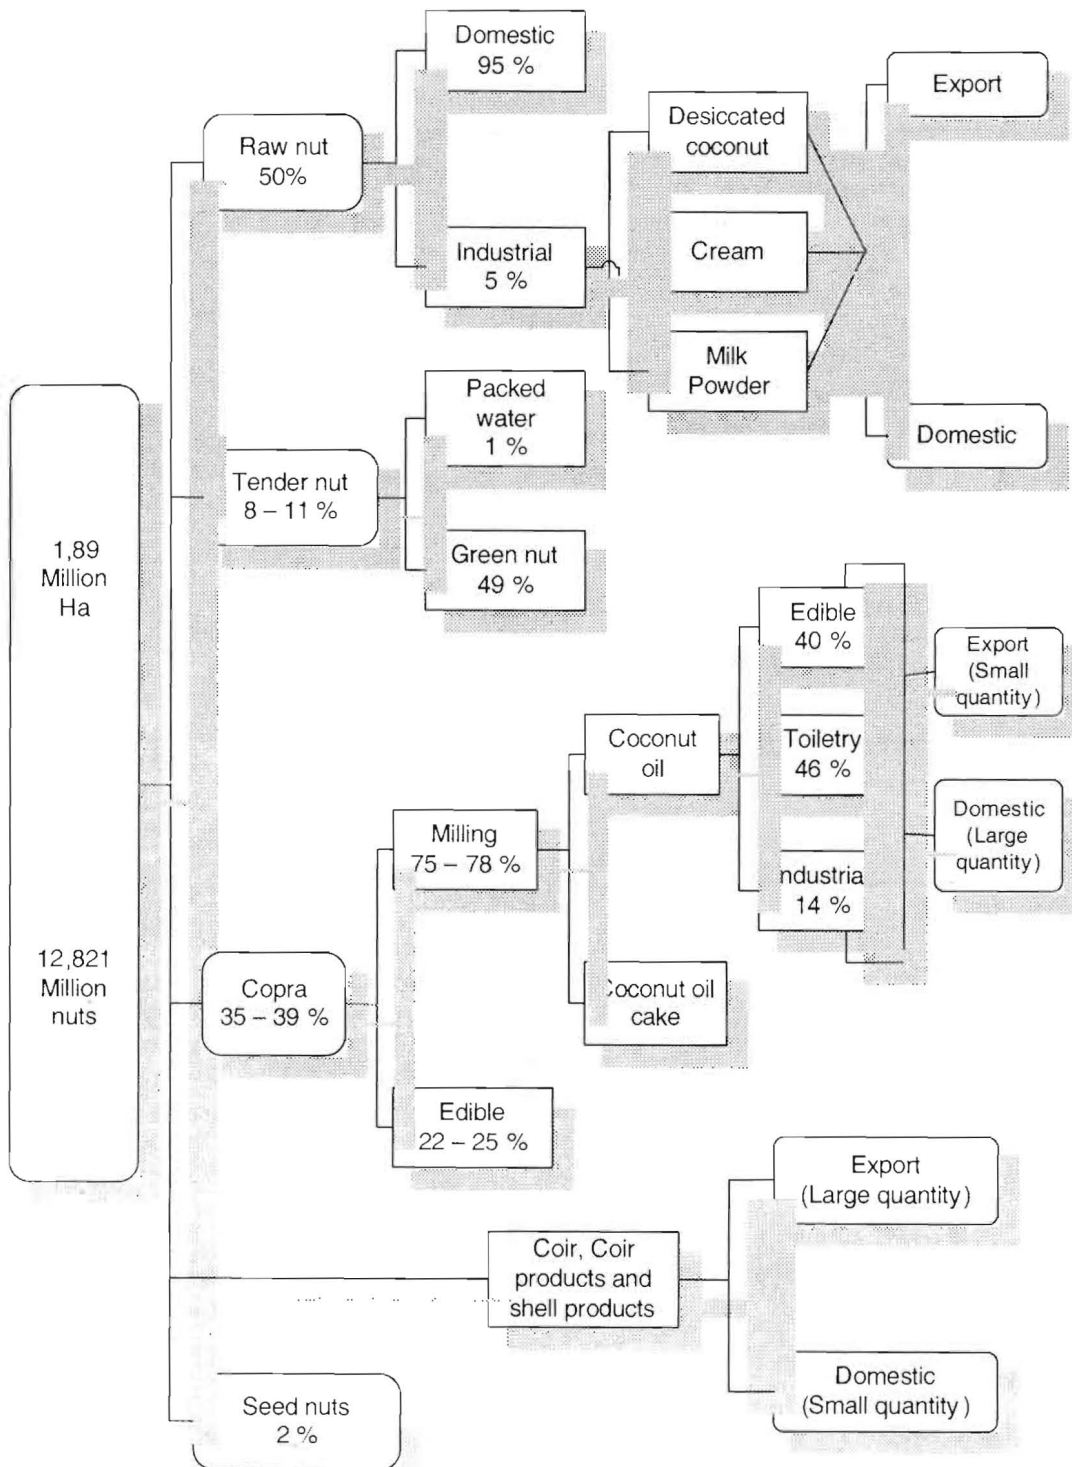 Domestic
95 %
Export
Desiccated
coconut
Raw nut
50%
Industrial
5 %
Cream
Milk
Powder
Packed
water
1 %
Domestic
Tender nut
8 – 11 %
Green nut
49 %
1,89
Million
Ha
Edible
40 %
Export
(Small
quantity)
Coconut
oil
Toiletry
46 %
Domestic
(Large
quantity)
Milling
75 – 78 %
ndustria
14 %
12,821
Million
nuts
Copra
35 – 39 %
Coconut oil
cake
Edible
22 – 25 %
Export
(Large quantity)
Coir, Coir
products and
shell products
Domestic
(Small quantity)
Seed nuts
2 %